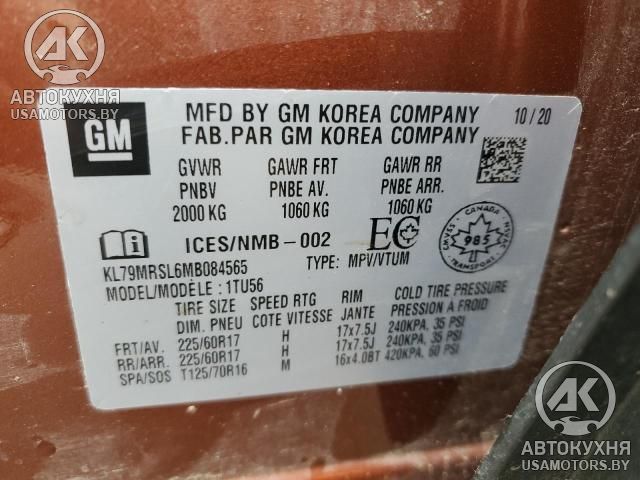 АК
АВТОКУХНЯ
USAMOTORS.BY
GM
MFD BY GM KOREA COMPANY 10/20
FAB.PAR GM KOREA COMPANY
GVWR GAWR FRT GAWR RR
PNBV PNBE AV. PNBE ARR.
2000 KG 1060 KG 1060 KG
ICES/NMB-002 EC
CANADA 985 CANADA
KL79MRSL6MB084565 TYPE: MPV/VTUM
MODEL/MODÈLE : 1TU56
TIRE SIZE SPEED RTG RIM COLD TIRE PRESSURE
DIM. PNEU COTE VITESSE JANTE PRESSION A FROID
FRT/AV. 225/60R17 H 17x7.5J 240KPA, 35 PSI
RR/ARR. 225/60R17 H 17x7.5J 240KPA, 35 PSI
SPA/SOS T125/70R16 M 16x4.0BT 420KPA, 60 PSI
АК
АВТОКУХНЯ
USAMOTORS.BY